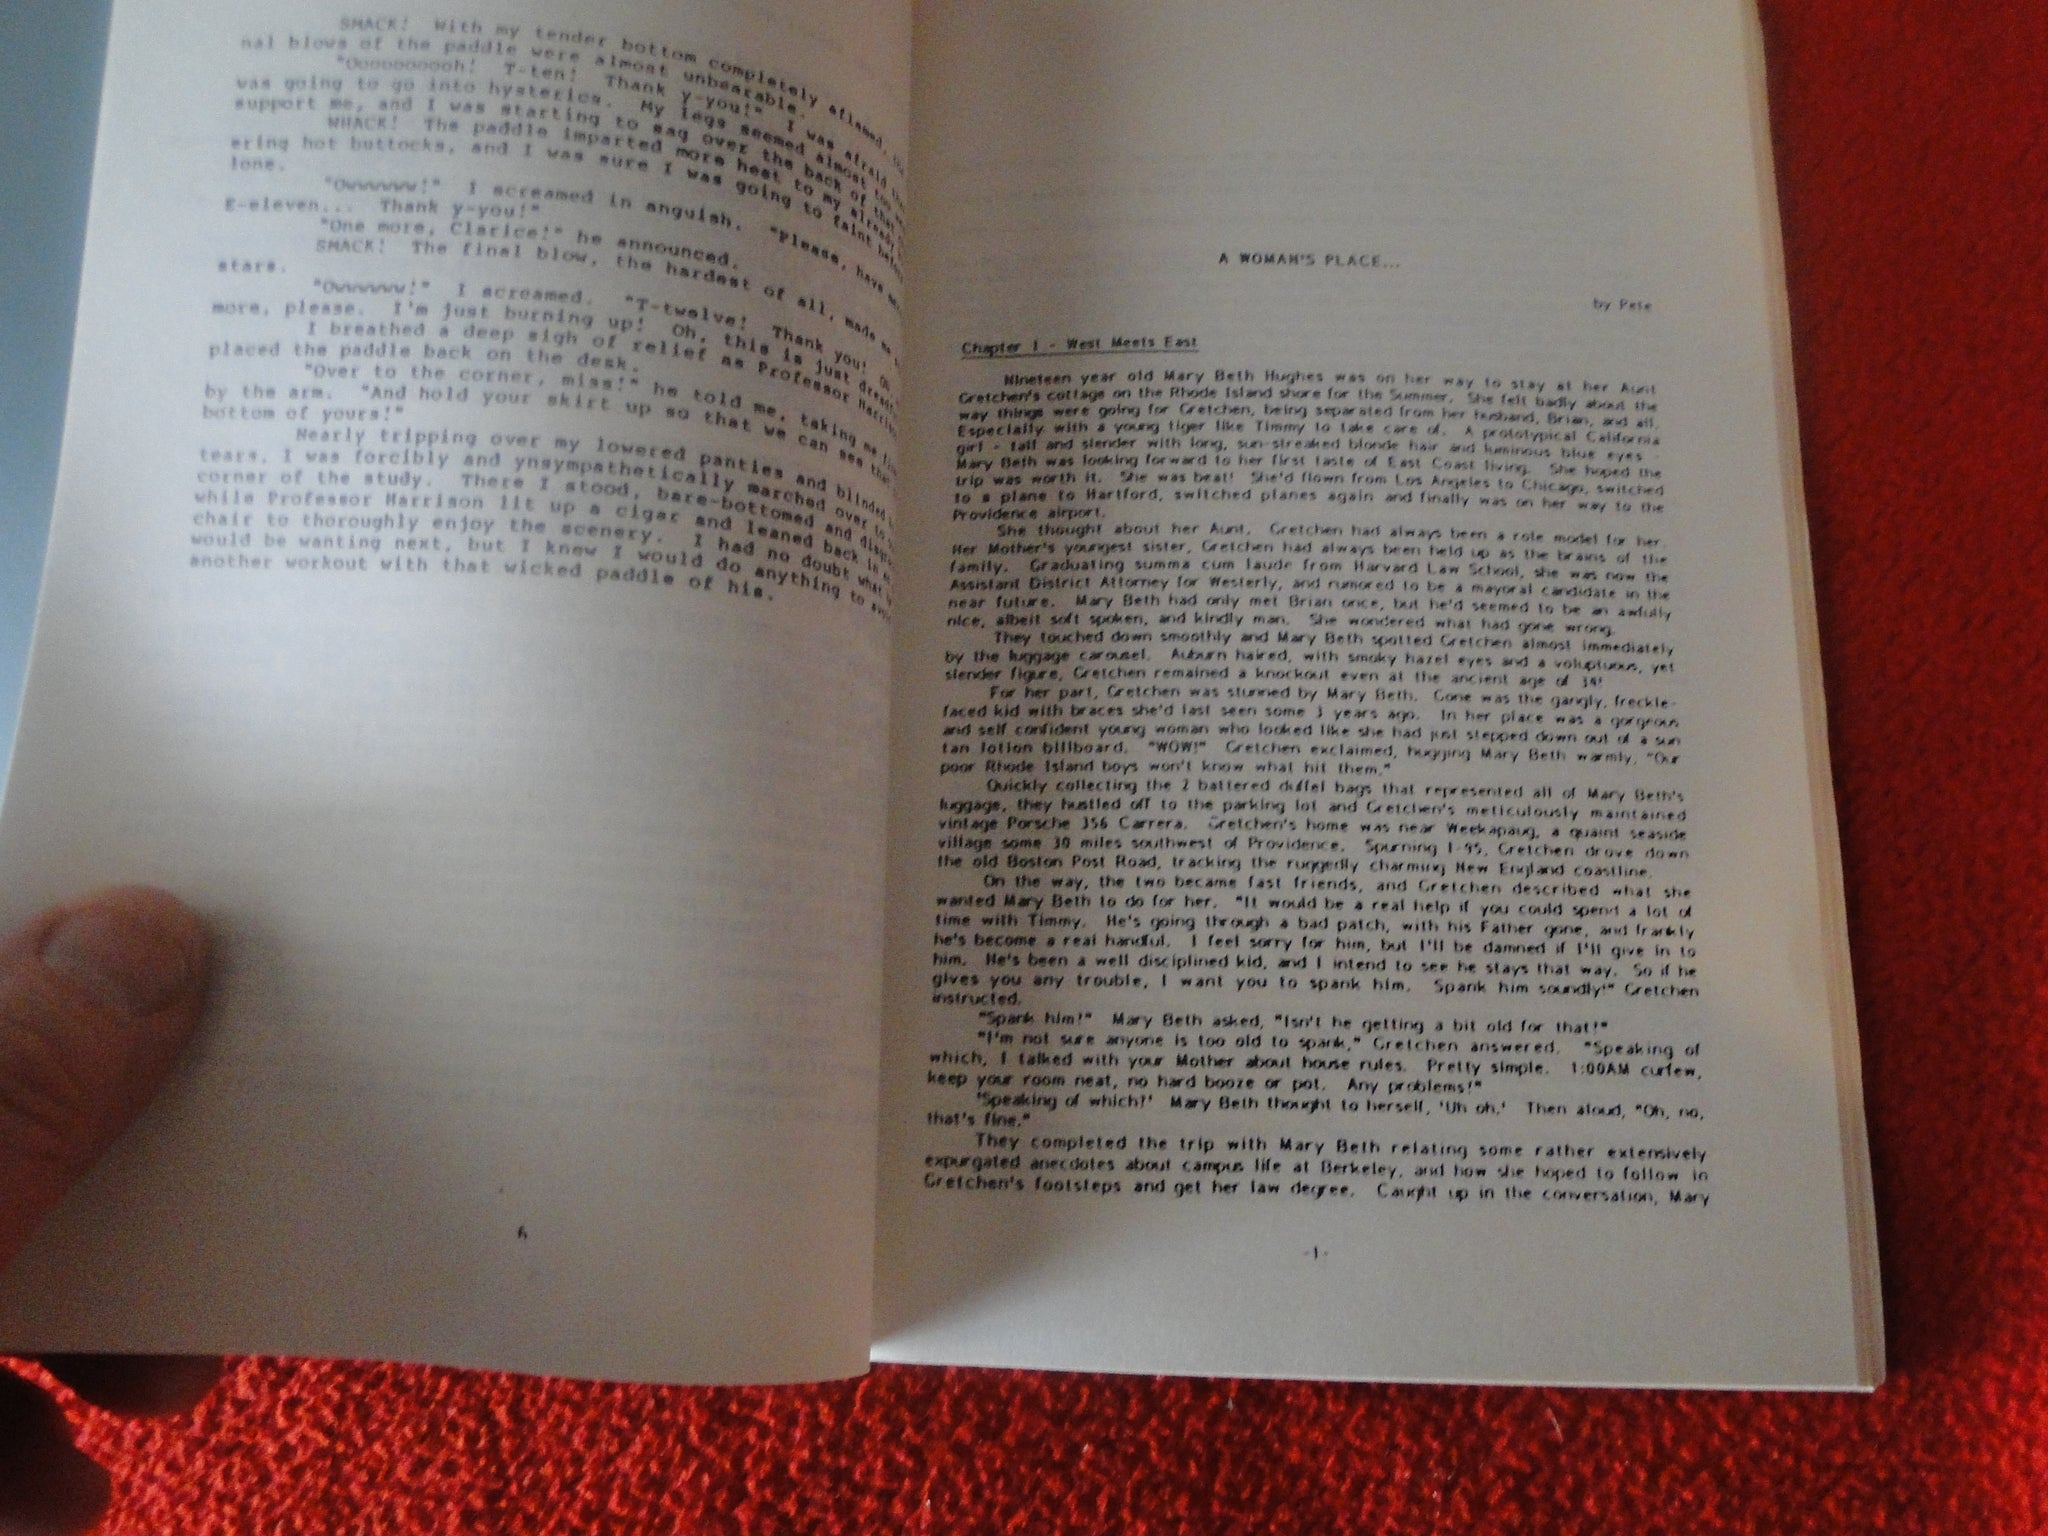 SMACK! With my tender bottom completely aflamed, the
nal blows of the paddle were almost unbearable.
"Ooooooooooh! T-ten! Thank y-you!" I was afraid
was going to go into hysterics. My legs seemed almost too
support me, and I was starting to sag over the back of that
WHACK! The paddle imparted more heat to my already
ering hot buttocks, and I was sure I was going to faint before
lone.
"Owwwwww!" I screamed in anguish. "Please, have
E-eleven... Thank y-you!"
"One more, Clarice!" he announced.
SMACK! The final blow, the hardest of all, made me
stars.
"Owwwwww!" I screamed. "T-twelve! Thank you!
more, please. I'm just burning up! Oh, this is just
I breathed a deep sigh of relief as Professor
placed the paddle back on the desk.
"Over to the corner, miss!" he told me, taking me
by the arm. "And hold your skirt up so that we can see that
bottom of yours!"
Nearly tripping over my lowered panties and blinded
tears, I was forcibly and ynsympathetically marched over to
corner of the study. There I stood, bare-bottomed and
while Professor Harrison lit up a cigar and leaned back in
chair to thoroughly enjoy the scenery. I had no doubt what
would be wanting next, but I knew I would do anything to
another workout with that wicked paddle of his.
6
A WOMAN'S PLACE...
by Pete
Chapter 1 - West Meets East
Nineteen year old Mary Beth Hughes was on her way to stay at her Aunt
Gretchen's cottage on the Rhode Island shore for the Summer. She felt badly about the
way things were going for Gretchen, being separated from her husband, Brian, and all.
Especially with a young tiger like Timmy to take care of. A prototypical California
girl - tall and slender with long, sun-streaked blonde hair and luminous blue eyes -
Mary Beth was looking forward to her first taste of East Coast living. She hoped the
trip was worth it. She was beat! She'd flown from Los Angeles to Chicago, switched
to a plane to Hartford, switched planes again and finally was on her way to the
Providence airport.
She thought about her Aunt. Gretchen had always been a role model for her.
Her Mother's youngest sister, Gretchen had always been held up as the brains of the
family. Graduating summa cum laude from Harvard Law School, she was now the
Assistant District Attorney for Westerly, and rumored to be a mayoral candidate in the
near future. Mary Beth had only met Brian once, but he'd seemed to be an awfully
nice, albeit soft spoken, and kindly man. She wondered what had gone wrong.
They touched down smoothly and Mary Beth spotted Gretchen almost immediately
by the luggage carousel. Auburn haired, with smoky hazel eyes and a voluptuous, yet
slender figure, Gretchen remained a knockout even at the ancient age of 34!
For her part, Gretchen was stunned by Mary Beth. Gone was the gangly, freckle-
faced kid with braces she'd last seen some 3 years ago. In her place was a gorgeous
and self confident young woman who looked like she had just stepped down out of a sun
tan lotion billboard. "WOW!" Gretchen exclaimed, hugging Mary Beth warmly, "Our
poor Rhode Island boys won't know what hit them."
Quickly collecting the 2 battered duffel bags that represented all of Mary Beth's
luggage, they hustled off to the parking lot and Gretchen's meticulously maintained
vintage Porsche 356 Carrera. Gretchen's home was near Weekapaug, a quaint seaside
village some 30 miles southwest of Providence. Spurning I-95, Gretchen drove down
the old Boston Post Road, tracking the ruggedly charming New England coastline.
On the way, the two became fast friends, and Gretchen described what she
wanted Mary Beth to do for her. "It would be a real help if you could spend a lot of
time with Timmy. He's going through a bad patch, with his Father gone, and frankly
he's become a real handful. I feel sorry for him, but I'll be damned if I'll give in to
him. He's been a well disciplined kid, and I intend to see he stays that way. So if he
gives you any trouble, I want you to spank him. Spank him soundly!" Gretchen
instructed.
"Spank him?" Mary Beth asked, "Isn't he getting a bit old for that?"
"I'm not sure anyone is too old to spank," Gretchen answered. "Speaking of
which, I talked with your Mother about house rules. Pretty simple. 1:00AM curfew,
keep your room neat, no hard booze or pot. Any problems?"
'Speaking of which?' Mary Beth thought to herself, 'Uh oh.' Then aloud, "Oh, no,
that's fine."
They completed the trip with Mary Beth relating some rather extensively
expurgated anecdotes about campus life at Berkeley, and how she hoped to follow in
Gretchen's footsteps and get her law degree. Caught up in the conversation, Mary
-1-